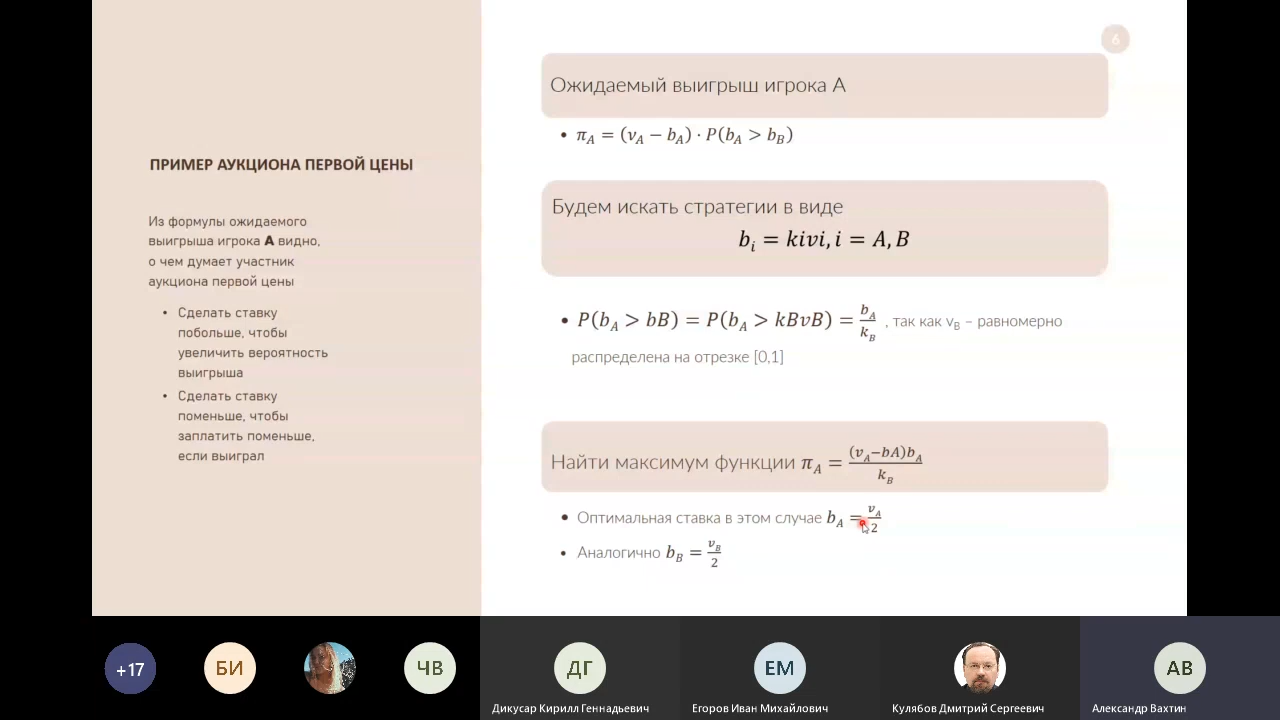 6
ПРИМЕР АУКЦИОНА ПЕРВОЙ ЦЕНЫ
Из формулы ожидаемого
выигрыша игрока А видно,
о чем думает участник
аукциона первой цены
• Сделать ставку
побольше, чтобы
увеличить вероятность
выигрыша
• Сделать ставку
поменьше, чтобы
заплатить поменьше,
если выиграл
Ожидаемый выигрыш игрока А
• π_A = (v_A − b_A) · P(b_A > b_B)
Будем искать стратегии в виде
b_i = kivi, i = A, B
• P(b_A > bB) = P(b_A > kBvB) = b_A/k_B , так как v_B – равномерно
распределена на отрезке [0,1]
Найти максимум функции π_A = (v_A−bA)b_A/k_B
• Оптимальная ставка в этом случае b_A = v_A/2
• Аналогично b_B = v_B/2
+17
БИ
ЧВ
ДГ
ЕМ
АВ
Дикусар Кирилл Геннадьевич
Егоров Иван Михайлович
Кулябов Дмитрий Сергеевич
Александр Вахтин